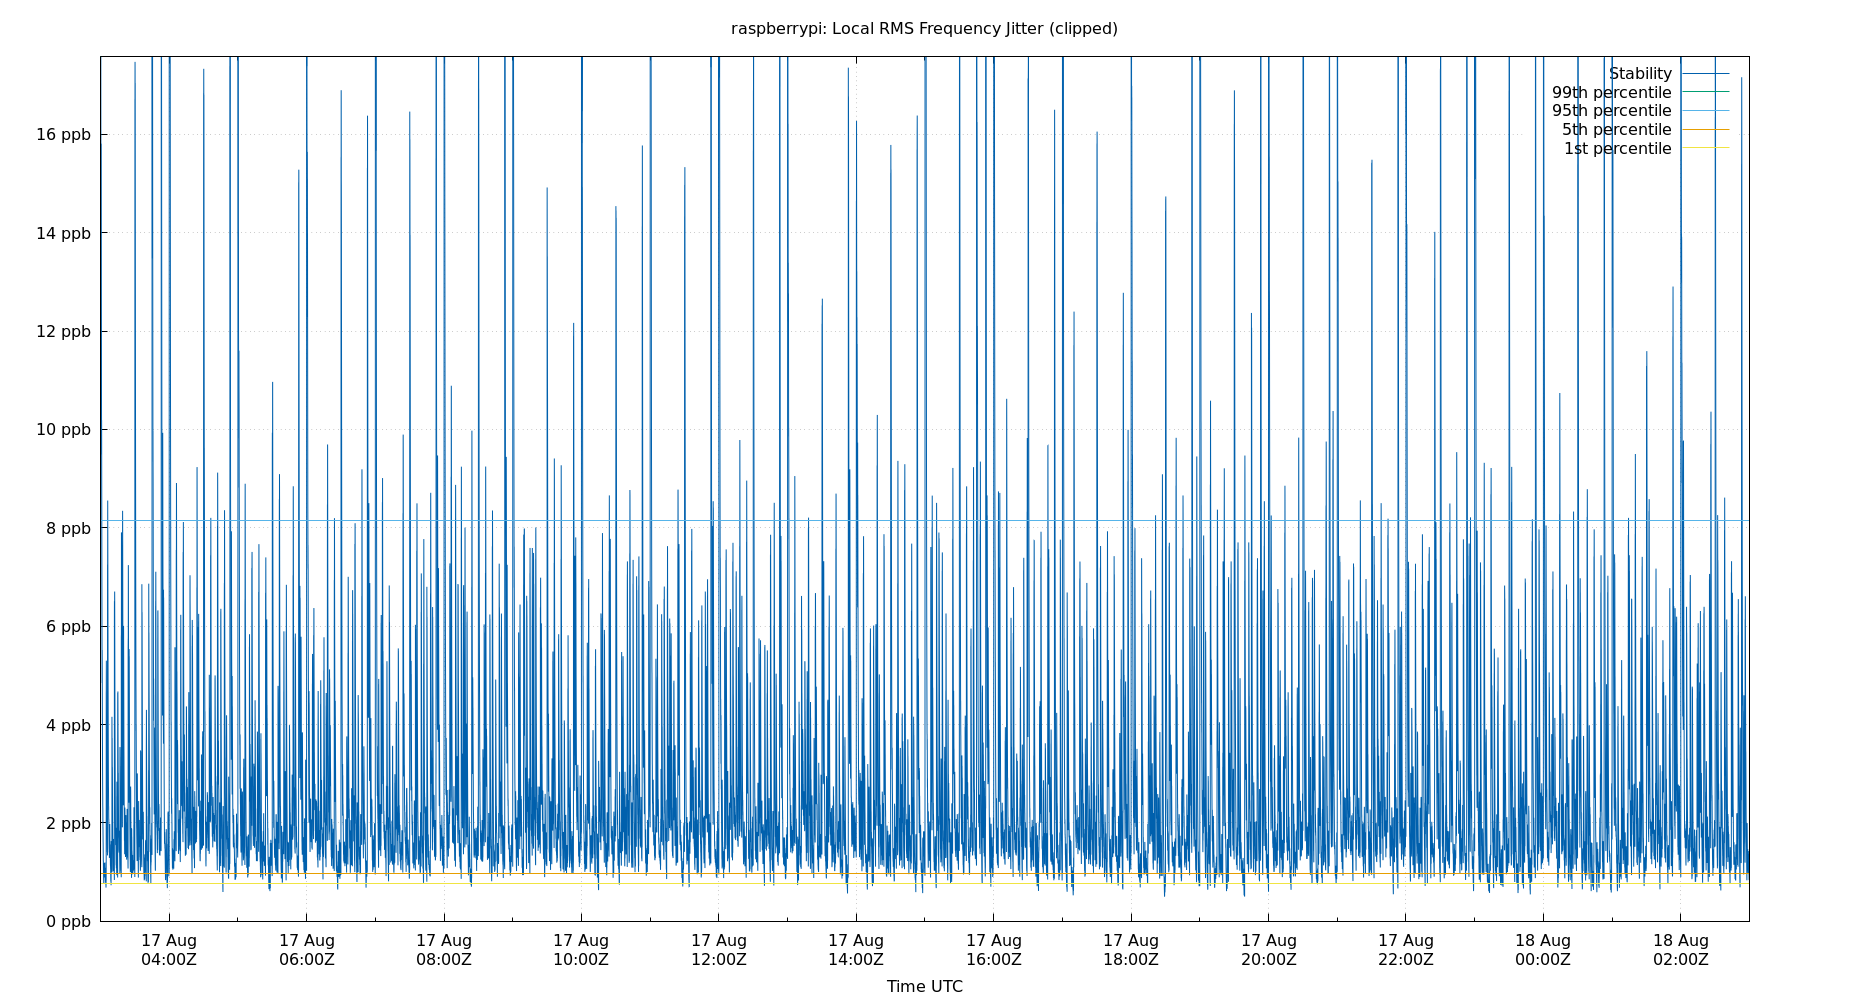 raspberrypi: Local RMS Frequency Jitter (clipped)
Stability
99th percentile
95th percentile
5th percentile
1st percentile
16 ppb
14 ppb
12 ppb
10 ppb
8 ppb
6 ppb
4 ppb
2 ppb
0 ppb
17 Aug 17 Aug 17 Aug 17 Aug 17 Aug 17 Aug 17 Aug 17 Aug 17 Aug 17 Aug 18 Aug 18 Aug
04:00Z 06:00Z 08:00Z 10:00Z 12:00Z 14:00Z 16:00Z 18:00Z 20:00Z 22:00Z 00:00Z 02:00Z
Time UTC